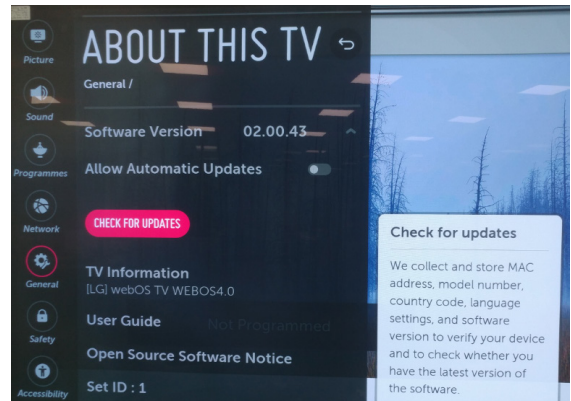 Picture
Sound
Programmes
Network
General
Safety
Accessibility
ABOUT THIS TV
General /
Software Version 02.00.43
Allow Automatic Updates
CHECK FOR UPDATES
TV Information
[LG] webOS TV WEBOS4.0
User Guide
Not Programmed
Open Source Software Notice
Set ID : 1
Check for updates
We collect and store MAC
address, model number,
country code, language
settings, and software
version to verify your device
and to check whether you
have the latest version of
the software.